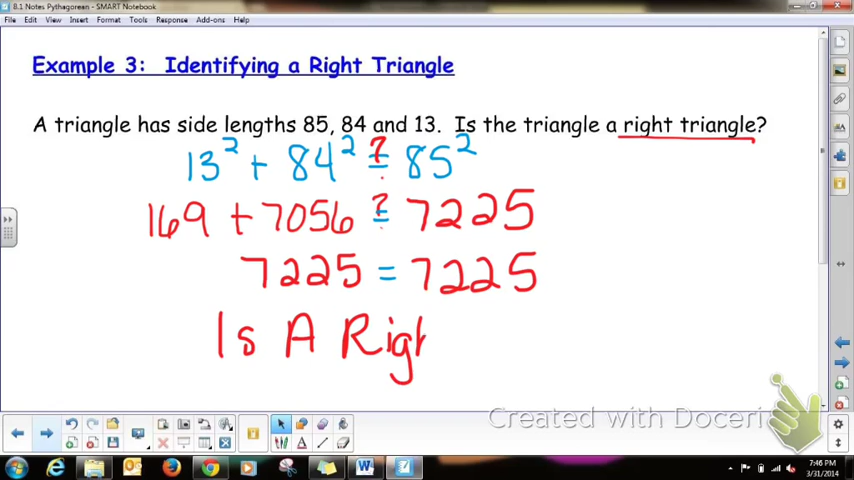 8.1 Notes Pythagorean - SMART Notebook
File Edit View Insert Format Tools Response Add-ons Help
Example 3: Identifying a Right Triangle
A triangle has side lengths 85, 84 and 13. Is the triangle a right triangle?
13² + 84² ≟ 85²
169 + 7056 ≟ 7225
7225 = 7225
Is A Righ
Created with Doceri
7:46 PM
3/31/2014